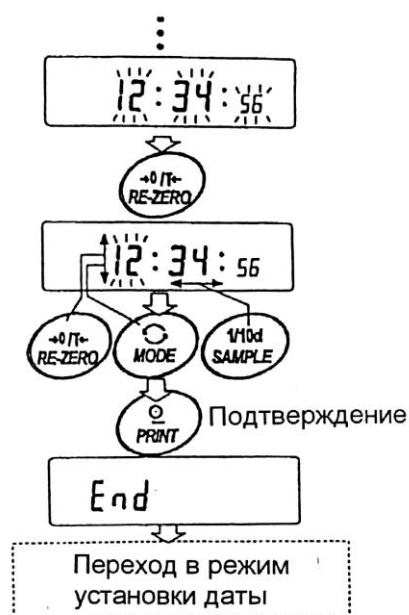 12:34:56
→0/T←
RE-ZERO
12:34:56
→0/T←
RE-ZERO
MODE
1/10d
SAMPLE
PRINT
Подтверждение
End
Переход в режим
установки даты